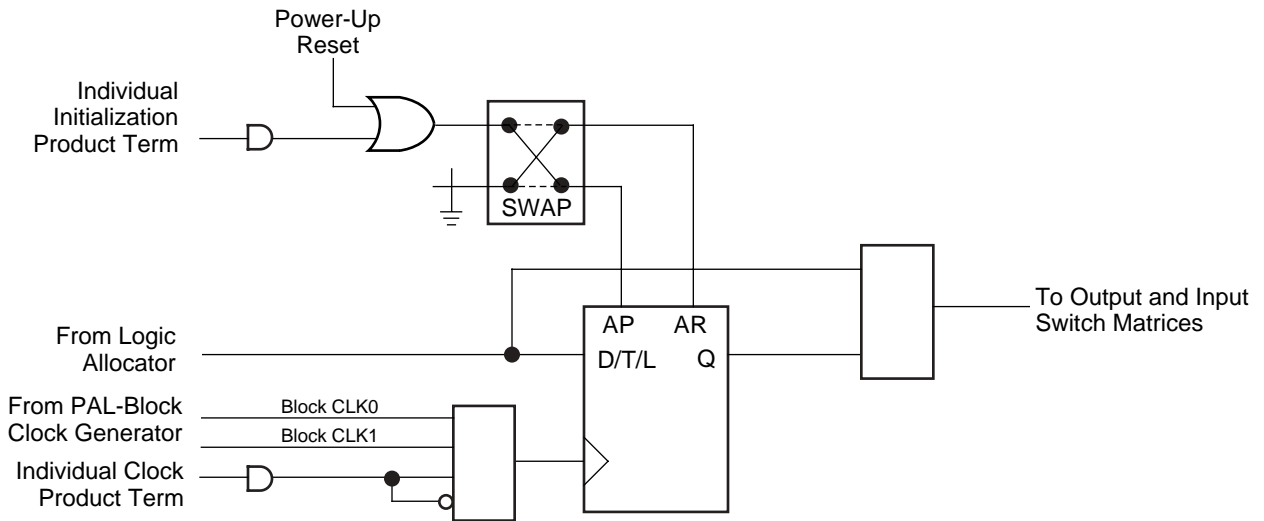 Power-Up
Reset
Individual
Initialization
Product Term
SWAP
To Output and Input
Switch Matrices
AP AR
From Logic
Allocator
D/T/L Q
From PAL-Block
Clock Generator
Block CLK0
Block CLK1
Individual Clock
Product Term